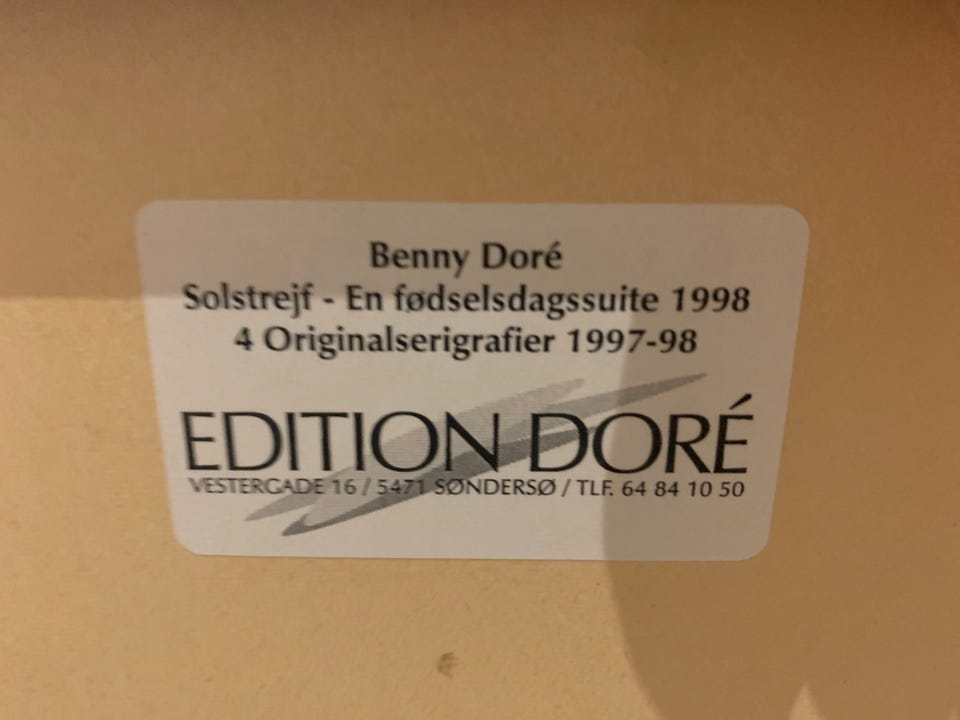 Benny Doré
Solstrejf - En fødselsdagssuite 1998
4 Originalserigrafier 1997-98
EDITION DORÉ
VESTERGADE 16 / 5471 SØNDERSØ / TLF. 64 84 10 50